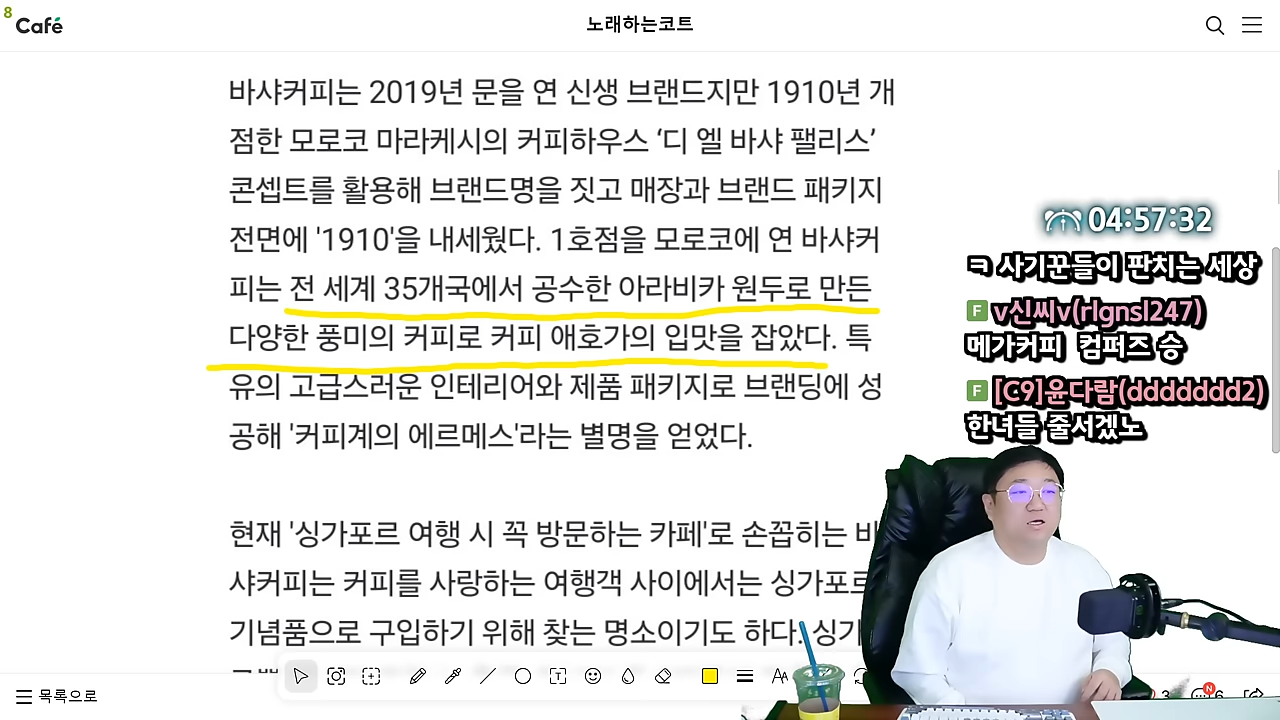 8
Café
노래하는코트
바샤커피는 2019년 문을 연 신생 브랜드지만 1910년 개
점한 모로코 마라케시의 커피하우스 ‘디 엘 바샤 팰리스’
콘셉트를 활용해 브랜드명을 짓고 매장과 브랜드 패키지
전면에 '1910'을 내세웠다. 1호점을 모로코에 연 바샤커
피는 전 세계 35개국에서 공수한 아라비카 원두로 만든
다양한 풍미의 커피로 커피 애호가의 입맛을 잡았다. 특
유의 고급스러운 인테리어와 제품 패키지로 브랜딩에 성
공해 '커피계의 에르메스'라는 별명을 얻었다.
현재 '싱가포르 여행 시 꼭 방문하는 카페'로 손꼽히는 바
샤커피는 커피를 사랑하는 여행객 사이에서는 싱가포르
기념품으로 구입하기 위해 찾는 명소이기도 하다. 싱가
04:57:32
ㅋ 사기꾼들이 판치는 세상
F v신씨v(rlgnsl247)
메가커피 컴퍼즈 승
F [C9]윤다람(ddddddd2)
한녀들 줄서겠노
T
AA
목록으로
3
N
6